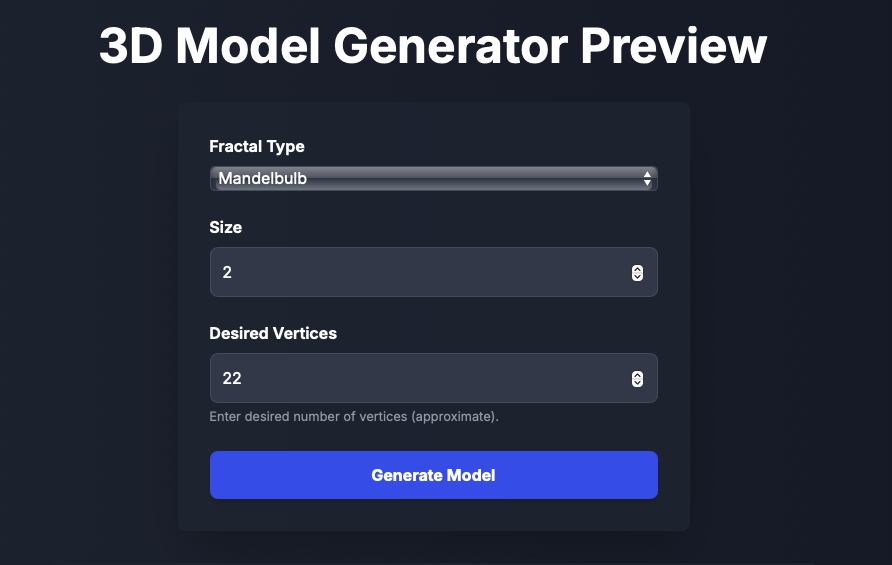 3D Model Generator Preview
Fractal Type
Mandelbulb
Size
2
Desired Vertices
22
Enter desired number of vertices (approximate).
Generate Model